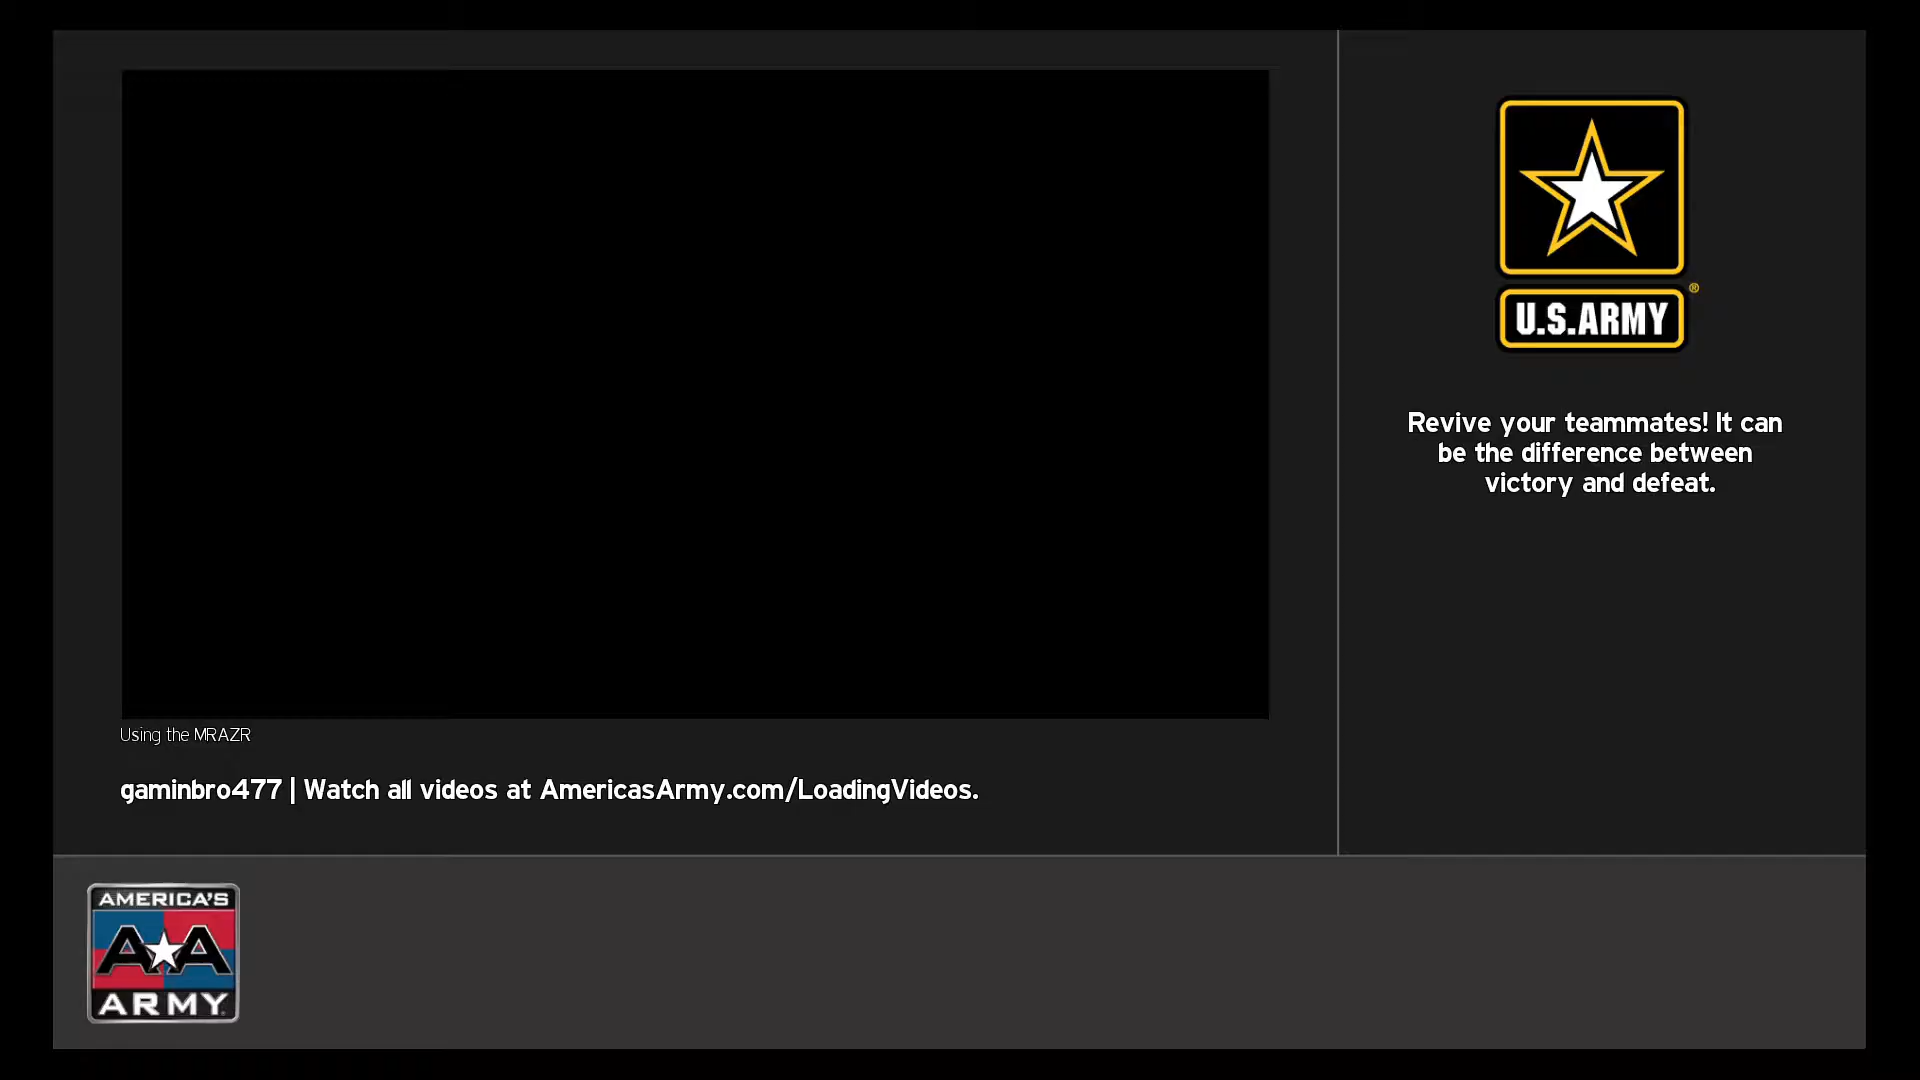 U.S.ARMY
®
Revive your teammates! It can
be the difference between
victory and defeat.
Using the MRAZR
gaminbro477 | Watch all videos at AmericasArmy.com/LoadingVideos.
AMERICA'S
AA
ARMY